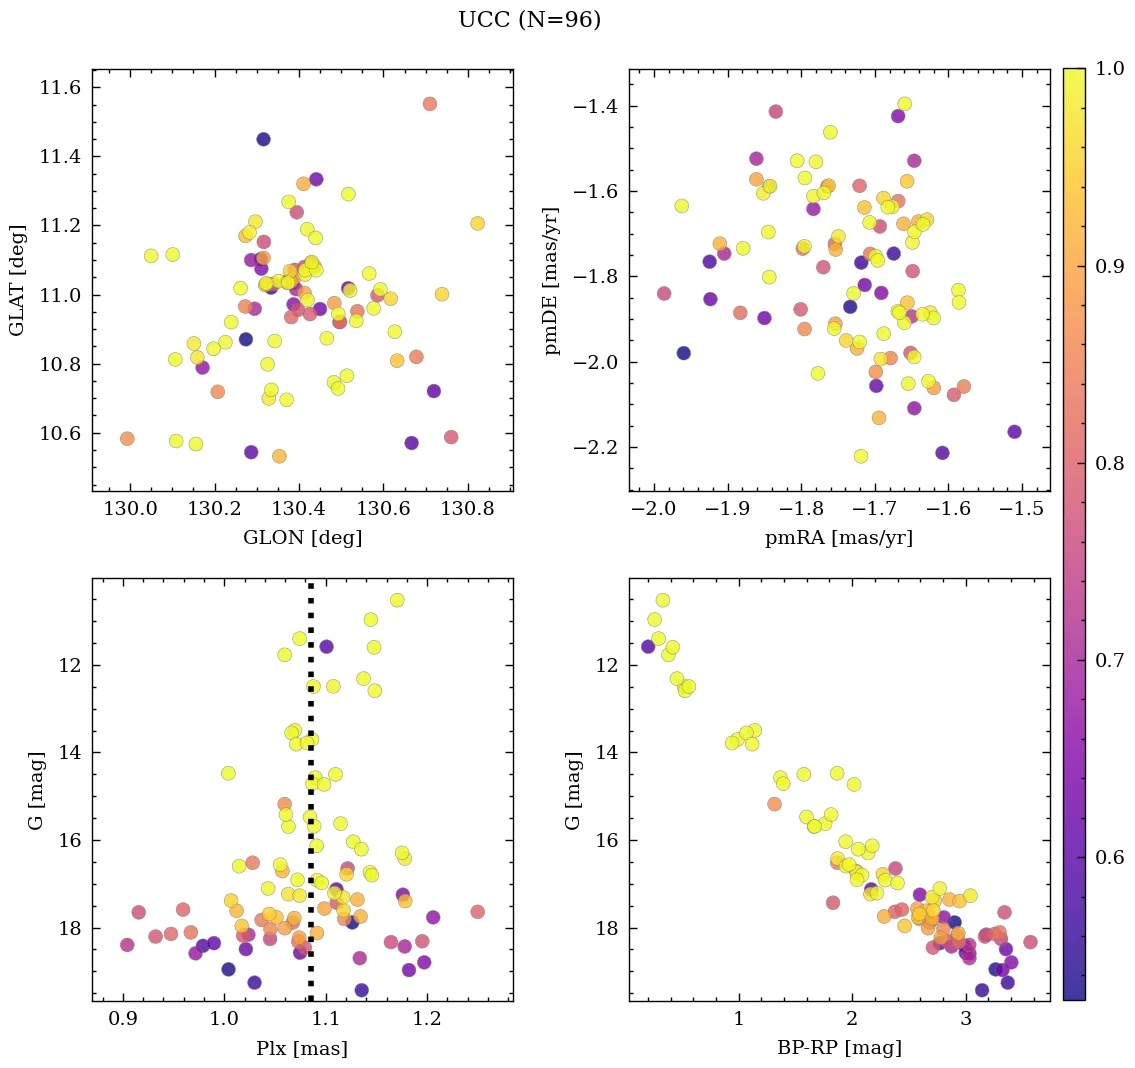 UCC (N=96)
11.6
11.4
11.2
11.0
10.8
10.6
GLAT [deg]
130.0 130.2 130.4 130.6 130.8
GLON [deg]
−1.4
−1.6
−1.8
−2.0
−2.2
pmDE [mas/yr]
−2.0 −1.9 −1.8 −1.7 −1.6 −1.5
pmRA [mas/yr]
12
14
16
18
G [mag]
0.9 1.0 1.1 1.2
Plx [mas]
12
14
16
18
G [mag]
1 2 3
BP-RP [mag]
1.0
0.9
0.8
0.7
0.6